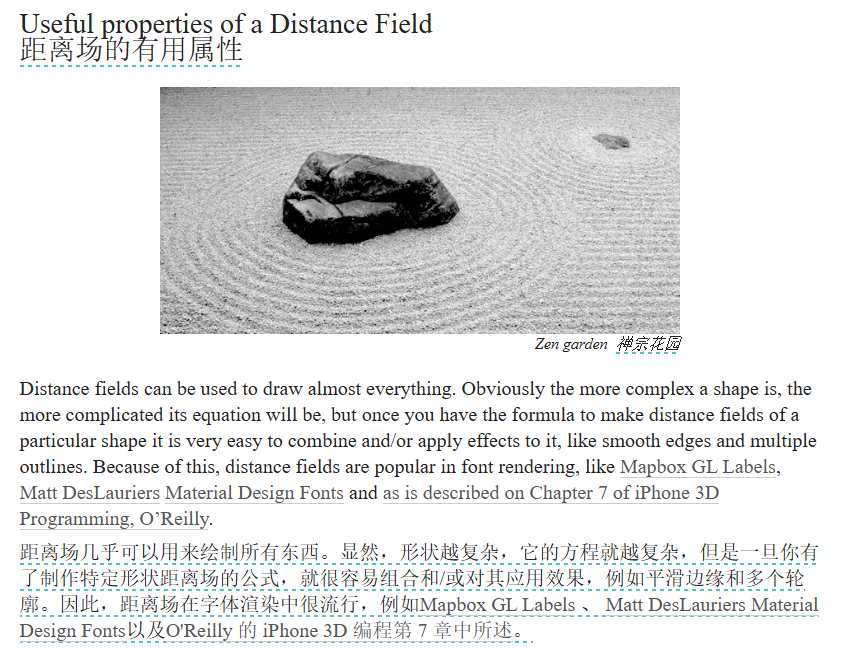 Useful properties of a Distance Field
距离场的有用属性
Zen garden 禅宗花园
Distance fields can be used to draw almost everything. Obviously the more complex a shape is, the
more complicated its equation will be, but once you have the formula to make distance fields of a
particular shape it is very easy to combine and/or apply effects to it, like smooth edges and multiple
outlines. Because of this, distance fields are popular in font rendering, like Mapbox GL Labels,
Matt DesLauriers Material Design Fonts and as is described on Chapter 7 of iPhone 3D
Programming, O’Reilly.
距离场几乎可以用来绘制所有东西。显然，形状越复杂，它的方程就越复杂，但是一旦你有
了制作特定形状距离场的公式，就很容易组合和/或对其应用效果，例如平滑边缘和多个轮
廓。因此，距离场在字体渲染中很流行，例如Mapbox GL Labels 、 Matt DesLauriers Material
Design Fonts以及O'Reilly 的 iPhone 3D 编程第 7 章中所述。